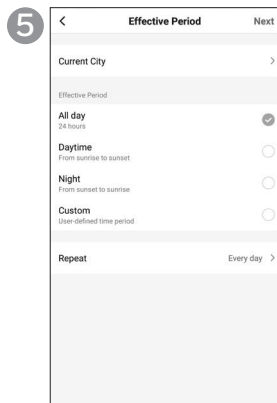 5
Effective Period Next
Current City
Effective Period
All day
24 hours
Daytime
From sunrise to sunset
Night
From sunset to sunrise
Custom
User-defined time period
Repeat Every day